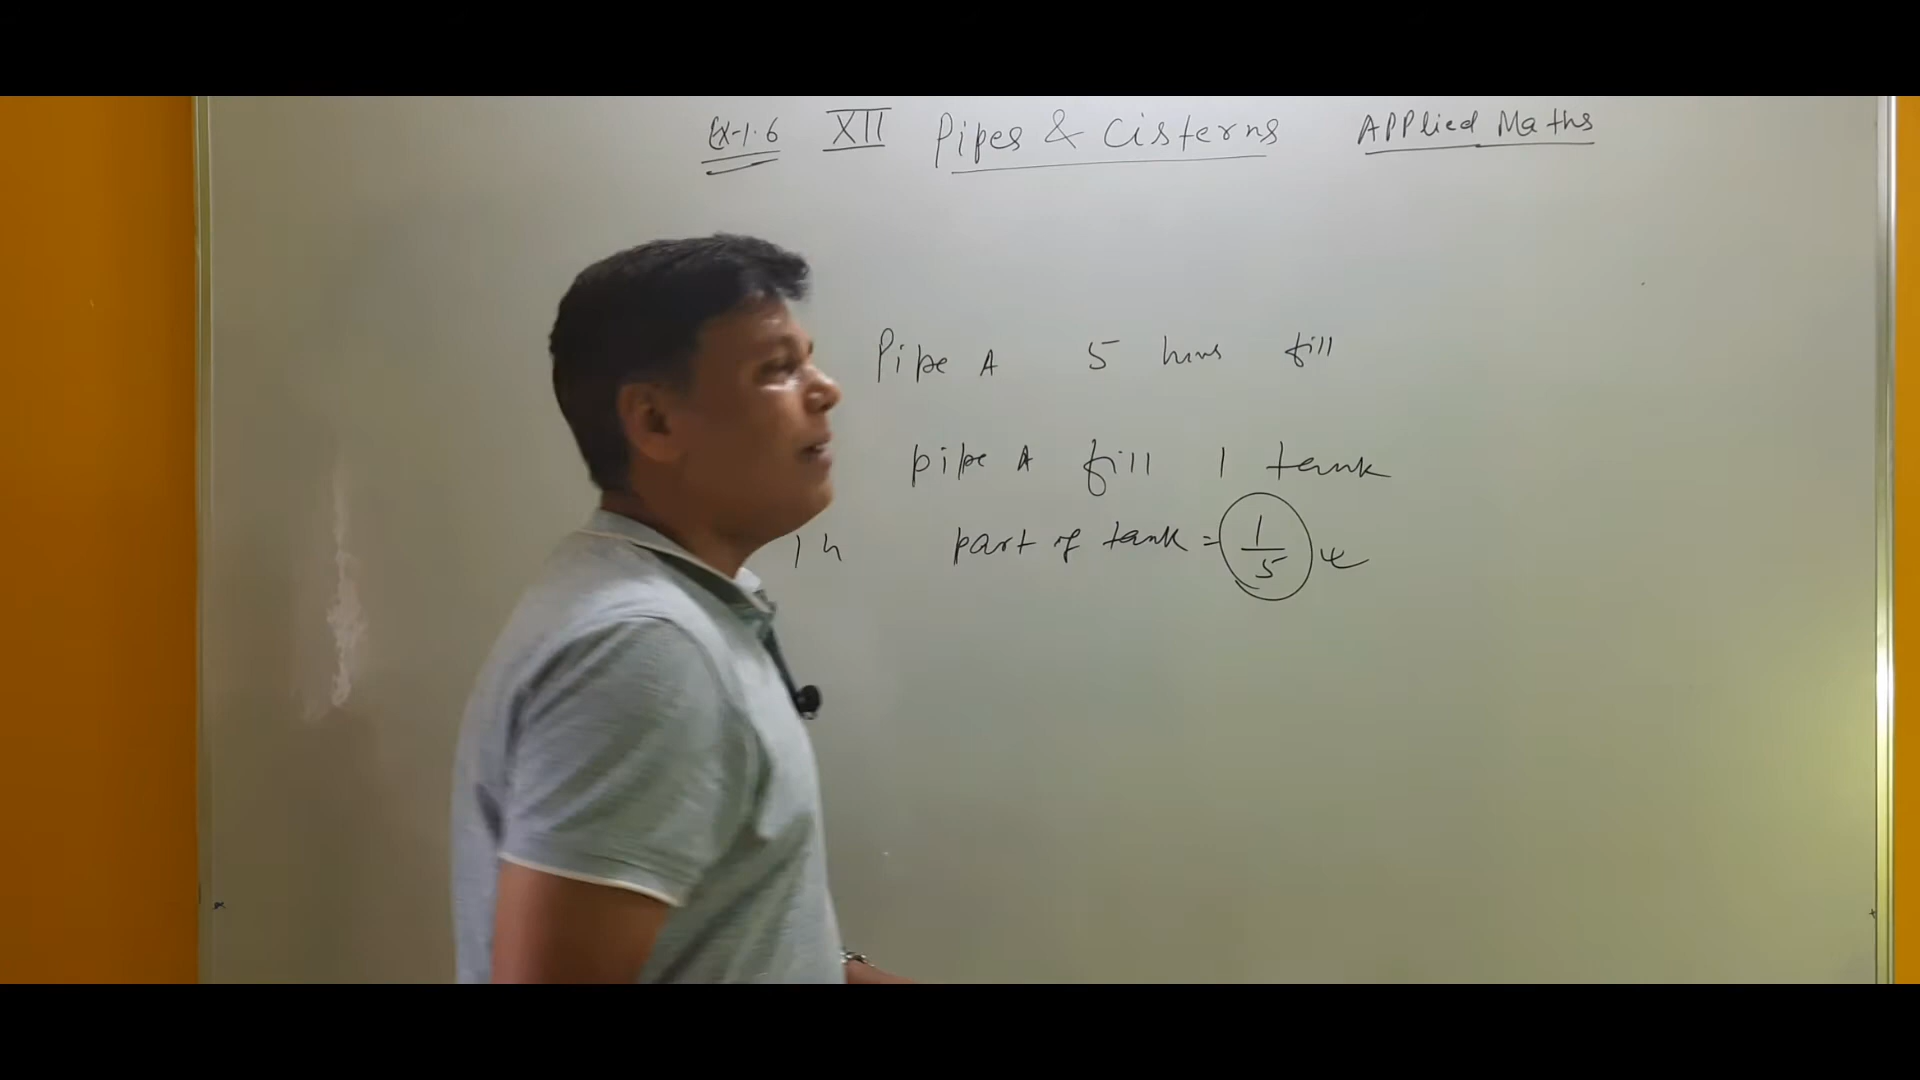 Ex-1.6 XII Pipes & Cisterns Applied Maths
Pipe A 5 hours fill
pipe A fill 1 tank
1 h part of tank = 1/5